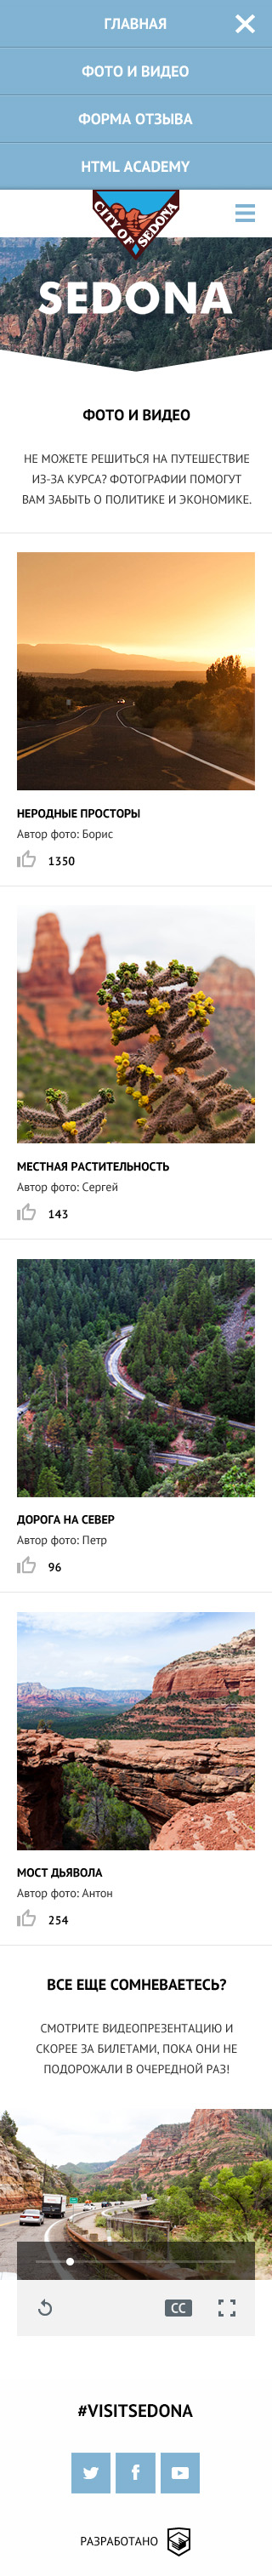 ГЛАВНАЯ
ФОТО И ВИДЕО
ФОРМА ОТЗЫВА
HTML ACADEMY
CITY OF SEDONA
SEDONA
ФОТО И ВИДЕО
НЕ МОЖЕТЕ РЕШИТЬСЯ НА ПУТЕШЕСТВИЕ
ИЗ-ЗА КУРСА? ФОТОГРАФИИ ПОМОГУТ
ВАМ ЗАБЫТЬ О ПОЛИТИКЕ И ЭКОНОМИКЕ.
НЕРОДНЫЕ ПРОСТОРЫ
Автор фото: Борис
1350
МЕСТНАЯ РАСТИТЕЛЬНОСТЬ
Автор фото: Сергей
143
ДОРОГА НА СЕВЕР
Автор фото: Петр
96
МОСТ ДЬЯВОЛА
Автор фото: Антон
254
ВСЕ ЕЩЕ СОМНЕВАЕТЕСЬ?
СМОТРИТЕ ВИДЕОПРЕЗЕНТАЦИЮ И
СКОРЕЕ ЗА БИЛЕТАМИ, ПОКА ОНИ НЕ
ПОДОРОЖАЛИ В ОЧЕРЕДНОЙ РАЗ!
CC
#VISITSEDONA
РАЗРАБОТАНО